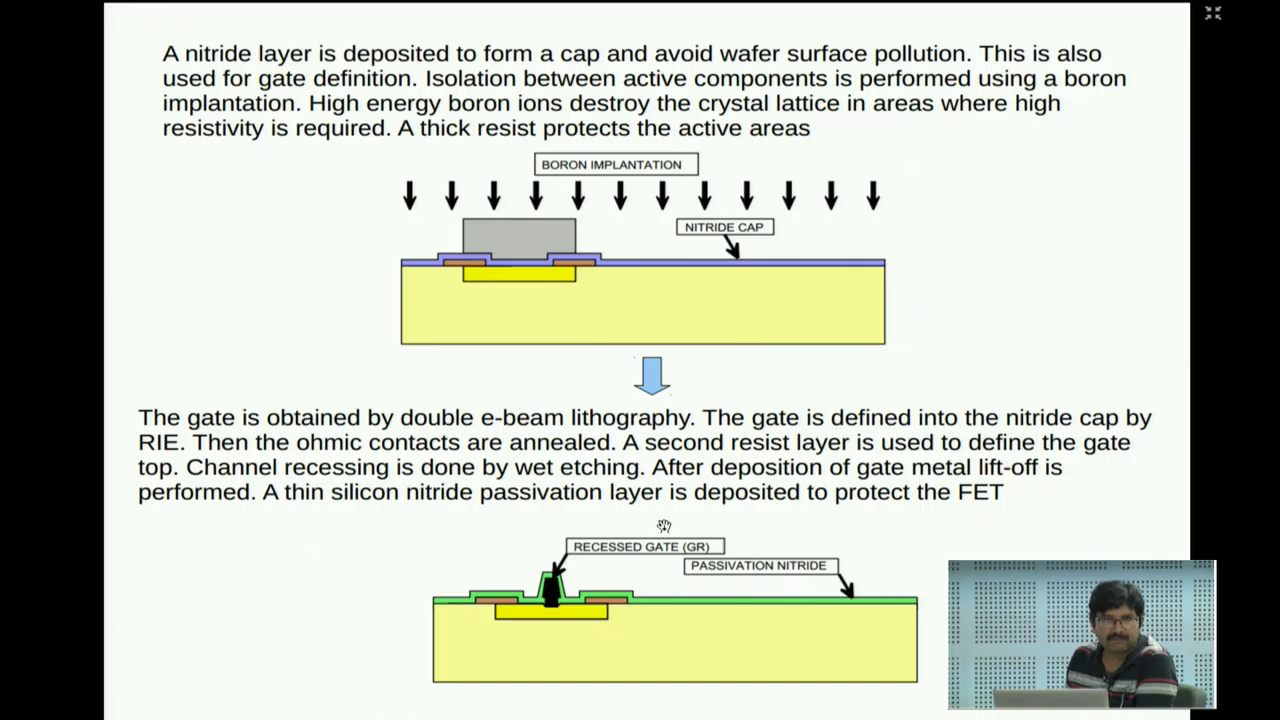 A nitride layer is deposited to form a cap and avoid wafer surface pollution. This is also
used for gate definition. Isolation between active components is performed using a boron
implantation. High energy boron ions destroy the crystal lattice in areas where high
resistivity is required. A thick resist protects the active areas
BORON IMPLANTATION
NITRIDE CAP
The gate is obtained by double e-beam lithography. The gate is defined into the nitride cap by
RIE. Then the ohmic contacts are annealed. A second resist layer is used to define the gate
top. Channel recessing is done by wet etching. After deposition of gate metal lift-off is
performed. A thin silicon nitride passivation layer is deposited to protect the FET
RECESSED GATE (GR)
PASSIVATION NITRIDE